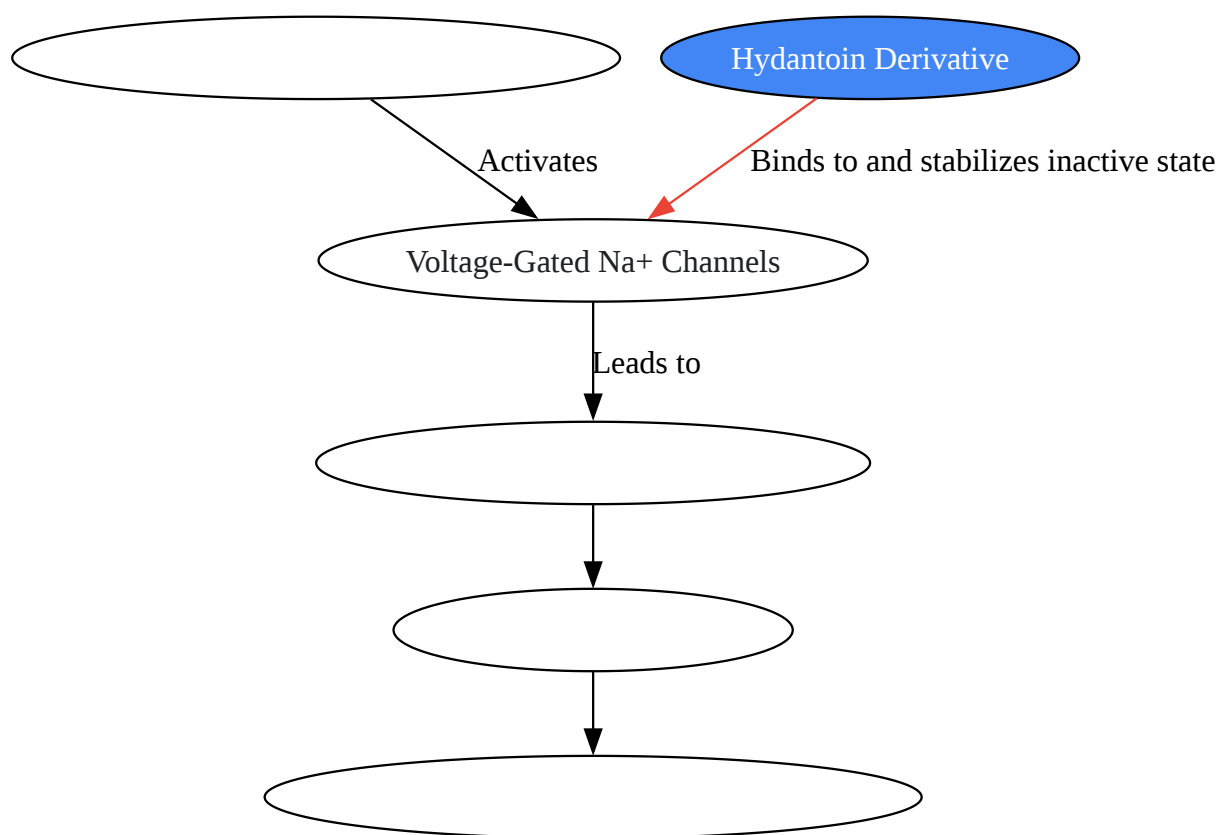 Hydantoin Derivative
Activates
Binds to and stabilizes inactive state
Voltage-Gated Na+ Channels
Leads to